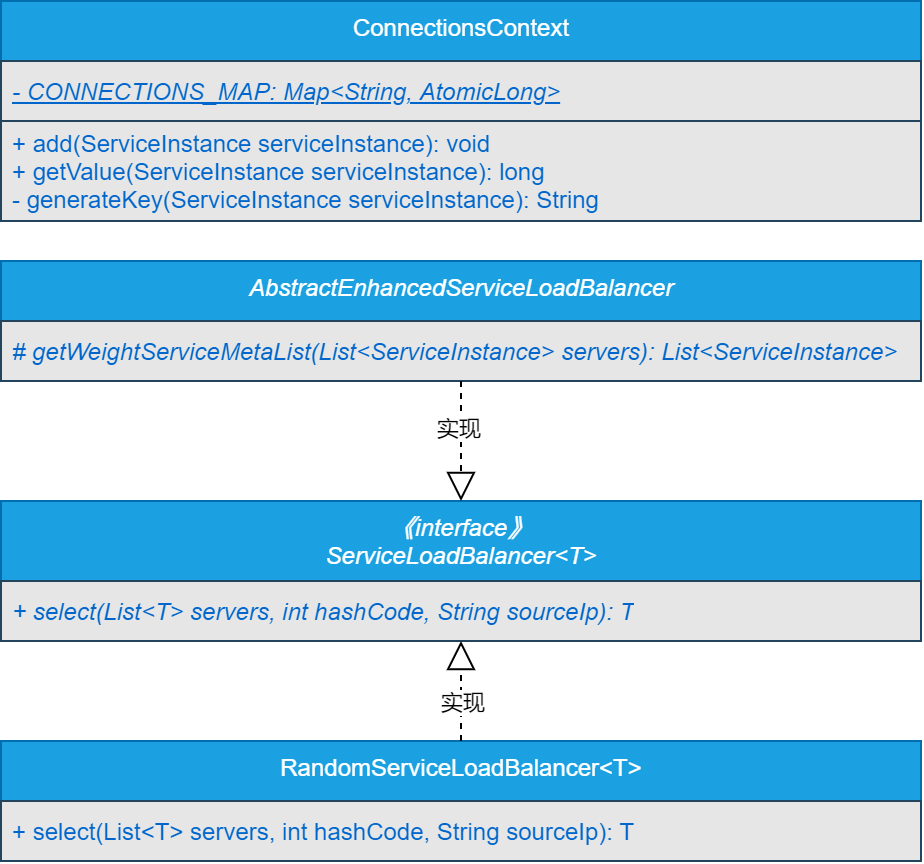 ConnectionsContext
- CONNECTIONS_MAP: Map<String, AtomicLong>
+ add(ServiceInstance serviceInstance): void
+ getValue(ServiceInstance serviceInstance): long
- generateKey(ServiceInstance serviceInstance): String
AbstractEnhancedServiceLoadBalancer
# getWeightServiceMetaList(List<ServiceInstance> servers): List<ServiceInstance>
实现
《interface》
ServiceLoadBalancer<T>
+ select(List<T> servers, int hashCode, String sourceIp): T
实现
RandomServiceLoadBalancer<T>
+ select(List<T> servers, int hashCode, String sourceIp): T